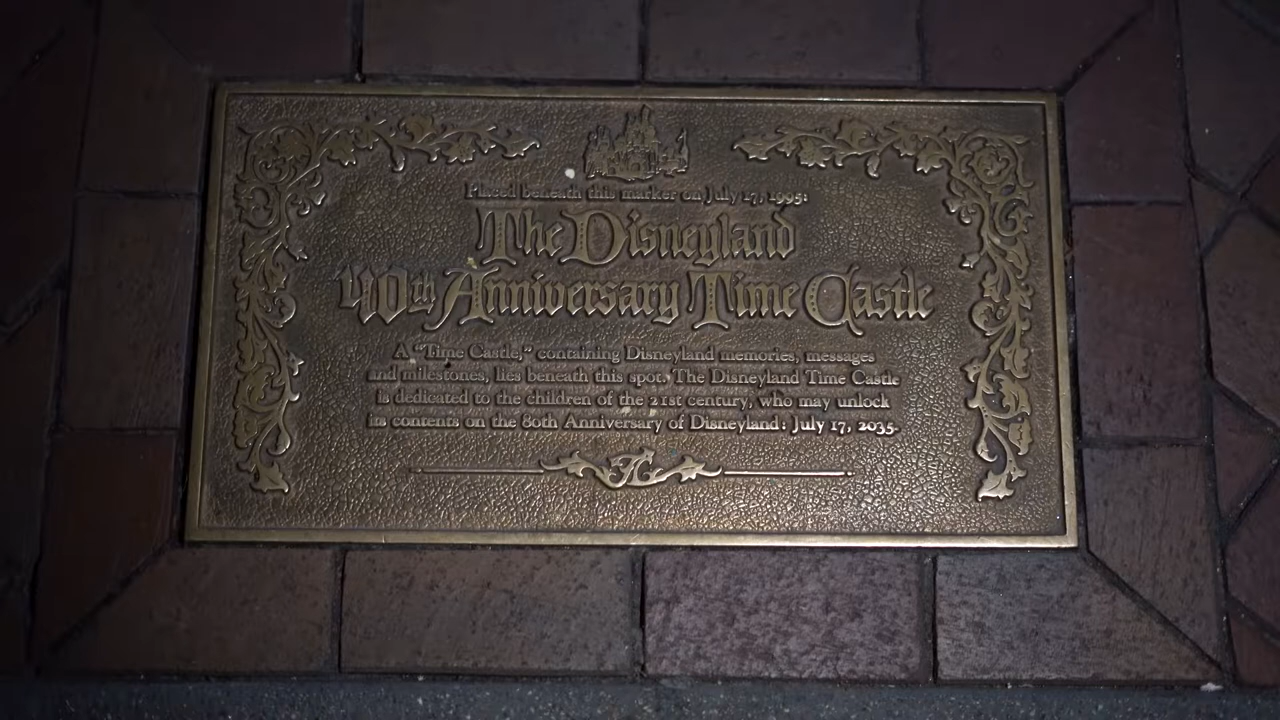 Placed beneath this marker on July 17, 1995:
The Disneyland
40th Anniversary Time Castle
A "Time Castle," containing Disneyland memories, messages
and milestones, lies beneath this spot. The Disneyland Time Castle
is dedicated to the children of the 21st century, who may unlock
its contents on the 80th Anniversary of Disneyland: July 17, 2035.